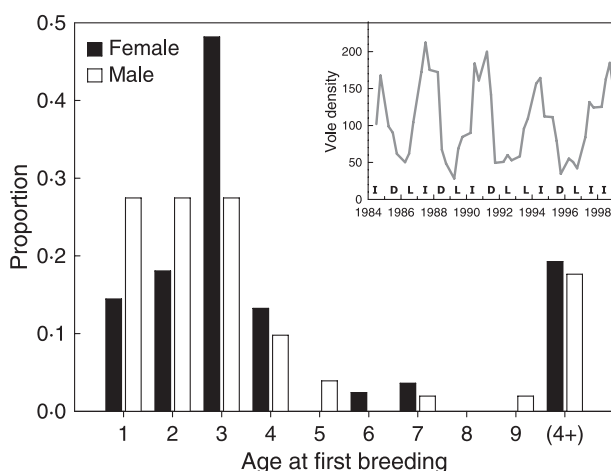 0·5
0·4
0·3
0·2
0·1
0·0
Proportion
Female
Male
1 2 3 4 5 6 7 8 9 (4+)
Age at first breeding
200
150
100
50
0
Vole density
I D L I D L I D L L I D L I I
1984 1986 1988 1990 1992 1994 1996 1998